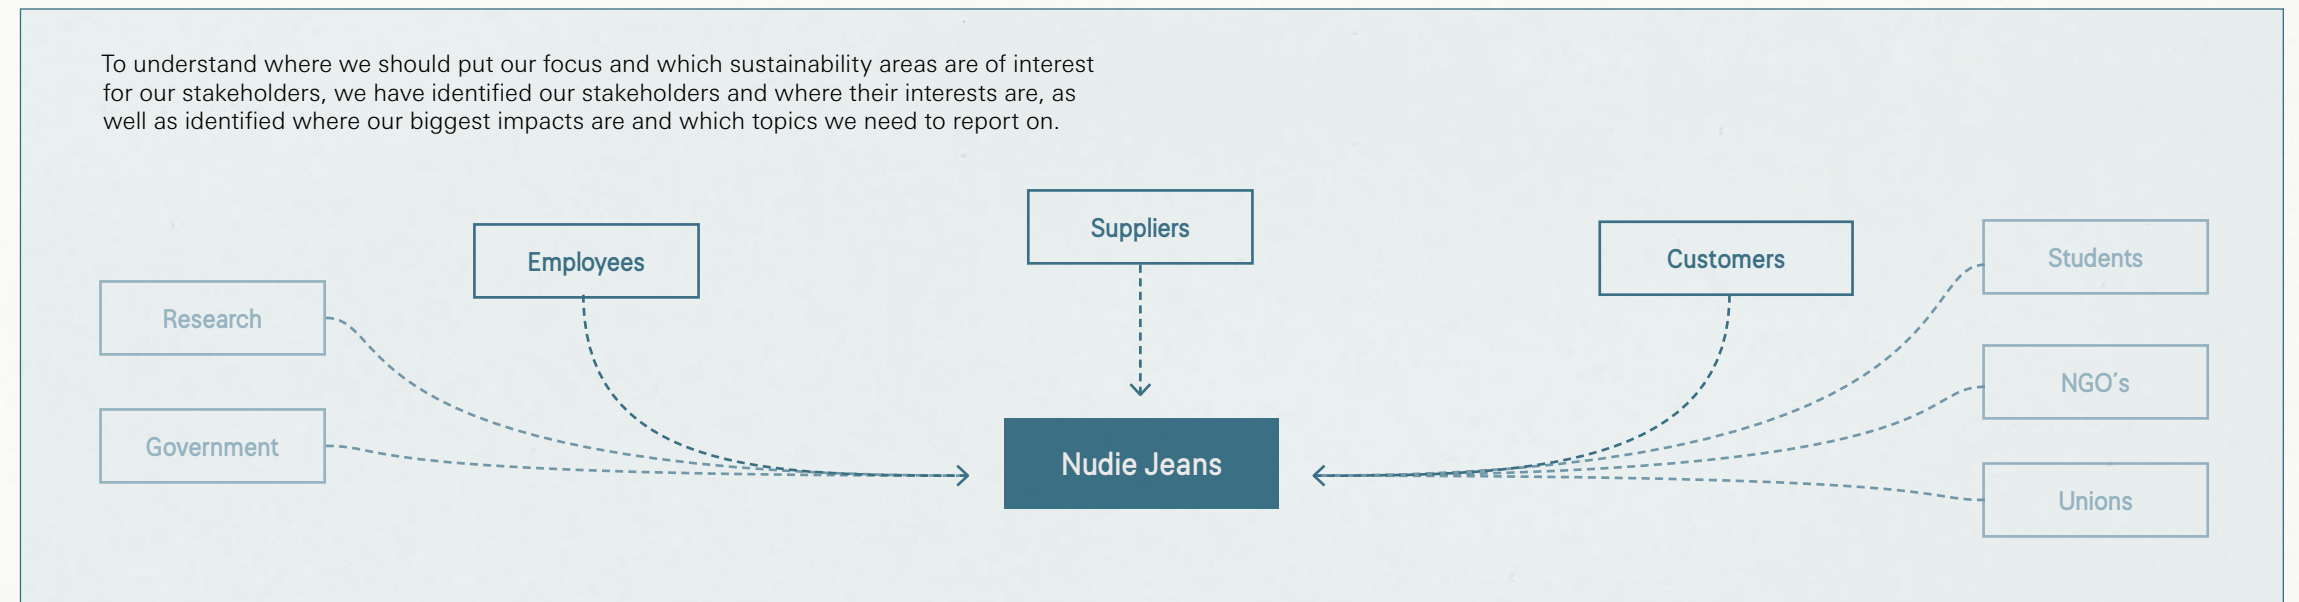 To understand where we should put our focus and which sustainability areas are of interest
for our stakeholders, we have identified our stakeholders and where their interests are, as
well as identified where our biggest impacts are and which topics we need to report on.
Suppliers
Employees
Customers
Students
Research
NGO´s
Government
Nudie Jeans
Unions